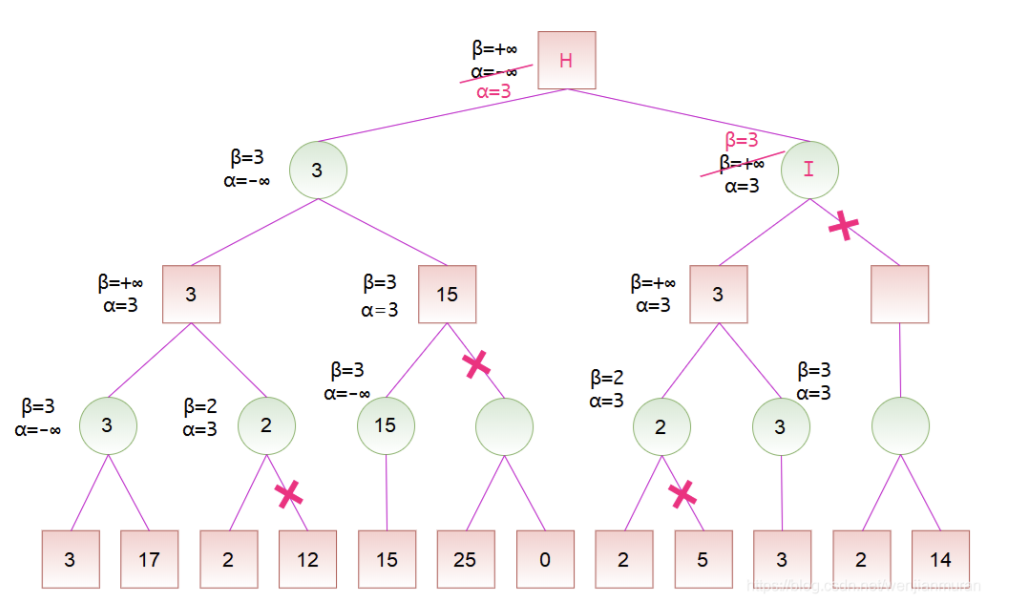 β=+∞
α=-∞
α=3
H
β=3
α=-∞
3
β=3
β=+∞
α=3
I
β=+∞
α=3
3
β=3
α=3
15
β=+∞
α=3
3
β=3
α=-∞
3
β=2
α=3
2
β=3
α=-∞
15
β=2
α=3
2
β=3
α=3
3
3
17
2
12
15
25
0
2
5
3
2
14
https://blog.csdn.net/wenjianmuran